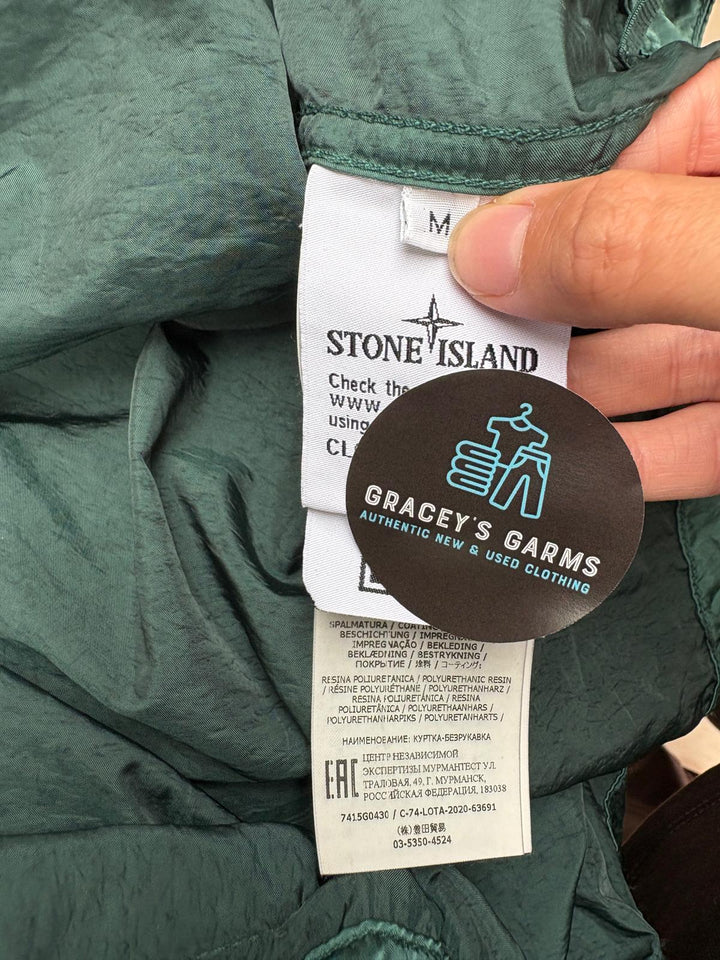 M
STONE ISLAND
Check the
WWW
using
CL
GRACEY'S GARMS
AUTHENTIC NEW & USED CLOTHING
SPALMATURA / COATING
BESCHICHTUNG / IMPREGNA
IMPREGNAÇÃO / BEKLEDING /
BEKLÆDNING / BESTRYKNING /
ПОКРЫТИЕ / 涂料 / コーティング:
RESINA POLIURETANICA / POLYURETHANIC RESIN
/ RÉSINE POLYURÉTHANE / POLYURETHANHARZ /
RESINA POLIURETÁNICA / RESINA
POLIURETÂNICA / POLYURETHAANHARS /
POLYURETHANHARPIKS / POLYURETANHARTS /
НАИМЕНОВАНИЕ: КУРТКА-БЕЗРУКАВКА
EAC
ЦЕНТР НЕЗАВИСИМОЙ
ЭКСПЕРТИЗЫ МУРМАНТЕСТ УЛ.
ТРАЛОВАЯ, 49, Г. МУРМАНСК,
РОССИЙСКАЯ ФЕДЕРАЦИЯ, 183038
7415G0430 / C-74-LOTA-2020-63691
(株)豊田貿易
03-5350-4524